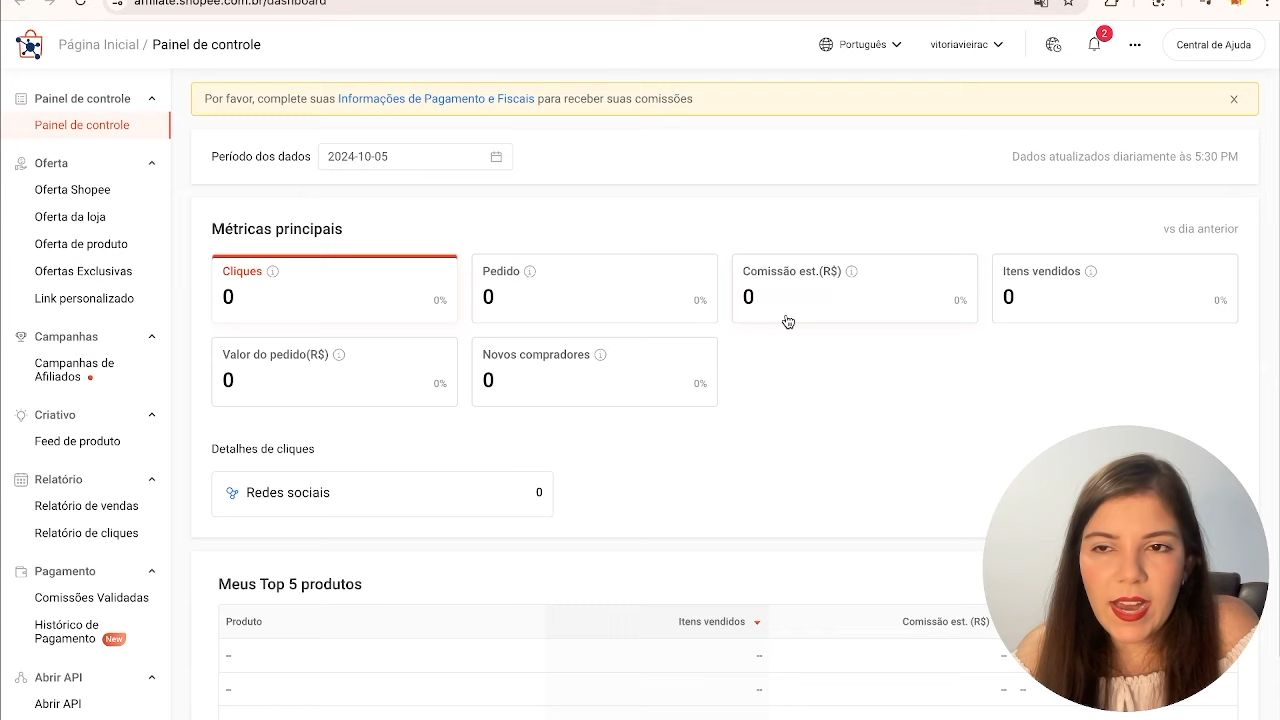 affiliate.shopee.com.br/dashboard
Página Inicial / Painel de controle
Português
vitoriavieirac
2
Central de Ajuda
Painel de controle
Painel de controle
Oferta
Oferta Shopee
Oferta da loja
Oferta de produto
Ofertas Exclusivas
Link personalizado
Campanhas
Campanhas de
Afiliados
Criativo
Feed de produto
Relatório
Relatório de vendas
Relatório de cliques
Pagamento
Comissões Validadas
Histórico de
Pagamento New
Abrir API
Abrir API
Por favor, complete suas Informações de Pagamento e Fiscais para receber suas comissões
Período dos dados 2024-10-05
Dados atualizados diariamente às 5:30 PM
Métricas principais
vs dia anterior
Cliques
0
0%
Pedido
0
0%
Comissão est.(R$)
0
0%
Itens vendidos
0
0%
Valor do pedido(R$)
0
0%
Novos compradores
0
0%
Detalhes de cliques
Redes sociais 0
Meus Top 5 produtos
Produto Itens vendidos Comissão est. (R$)
-- -- --
-- -- -- --